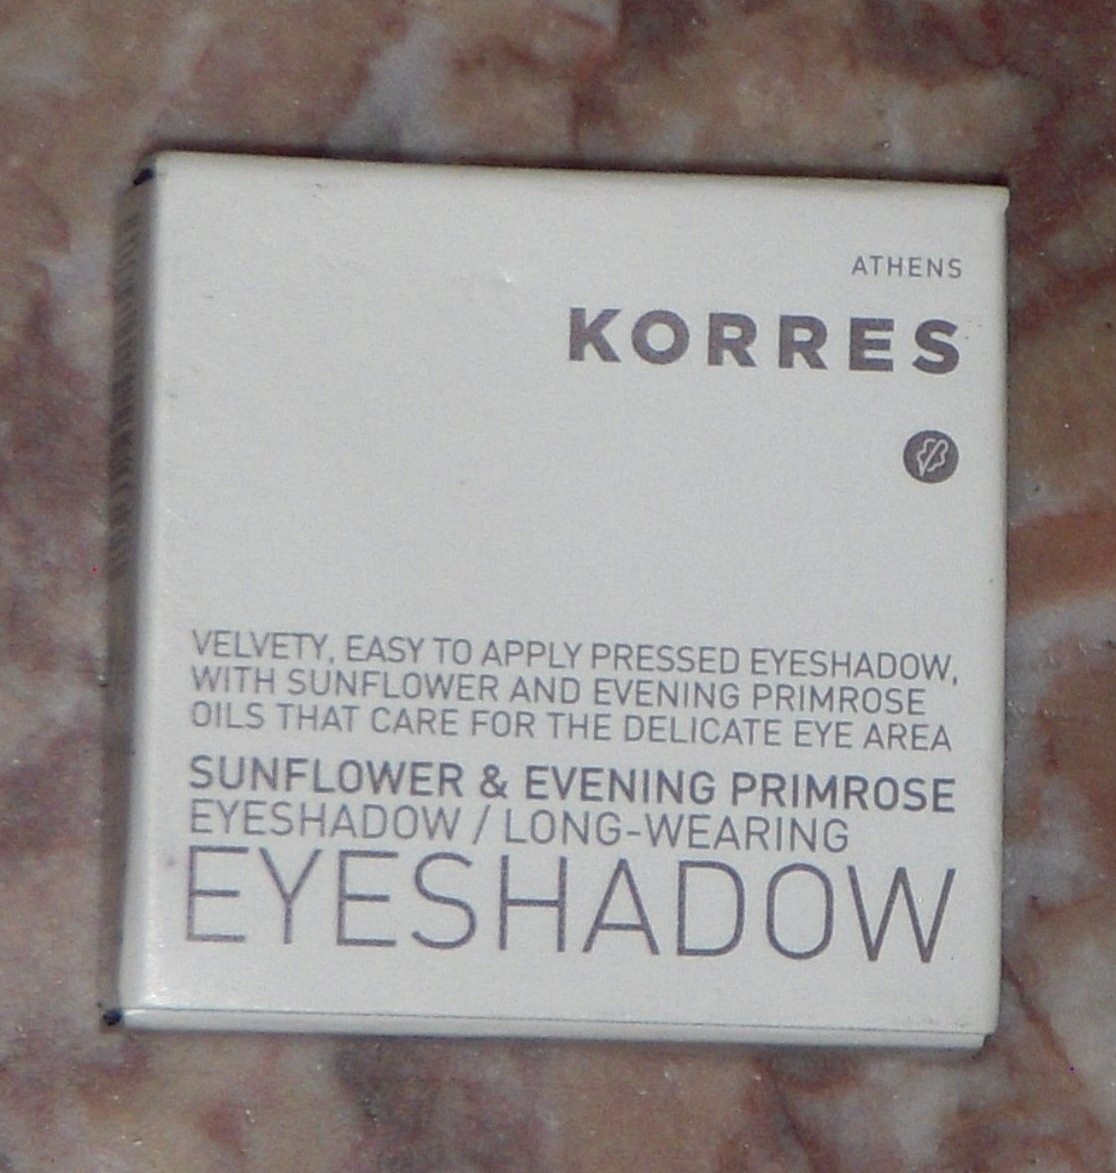 ATHENS
KORRES
VELVETY, EASY TO APPLY PRESSED EYESHADOW,
WITH SUNFLOWER AND EVENING PRIMROSE
OILS THAT CARE FOR THE DELICATE EYE AREA
SUNFLOWER & EVENING PRIMROSE
EYESHADOW / LONG-WEARING
EYESHADOW